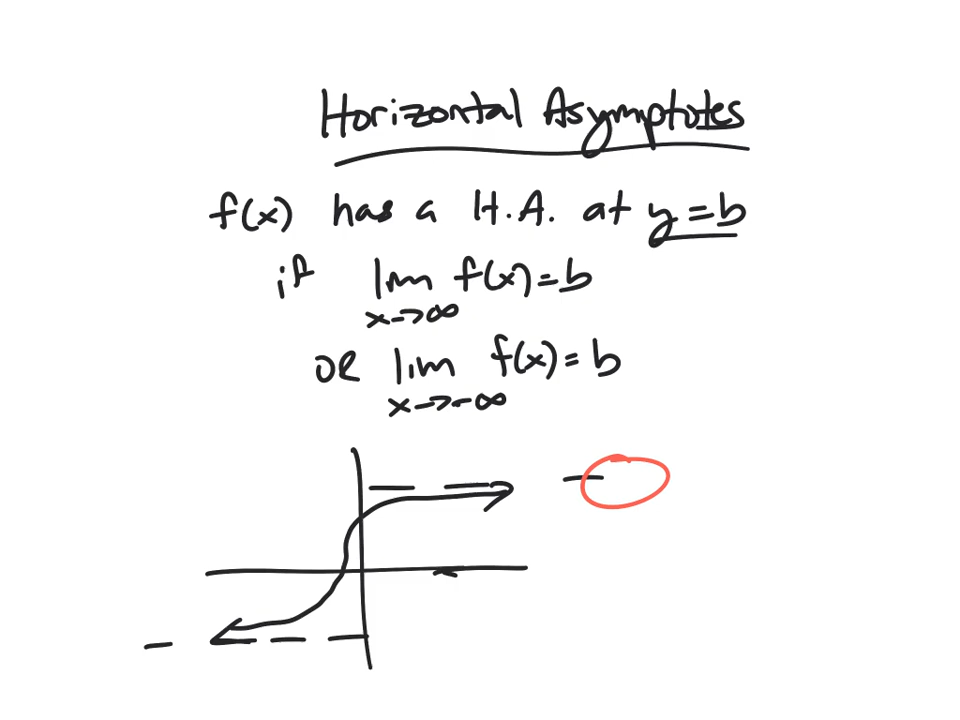 Horizontal Asymptotes
f(x) has a H.A. at y=b
if lim f(x)=b
x→∞
OR lim f(x)=b
x→-∞